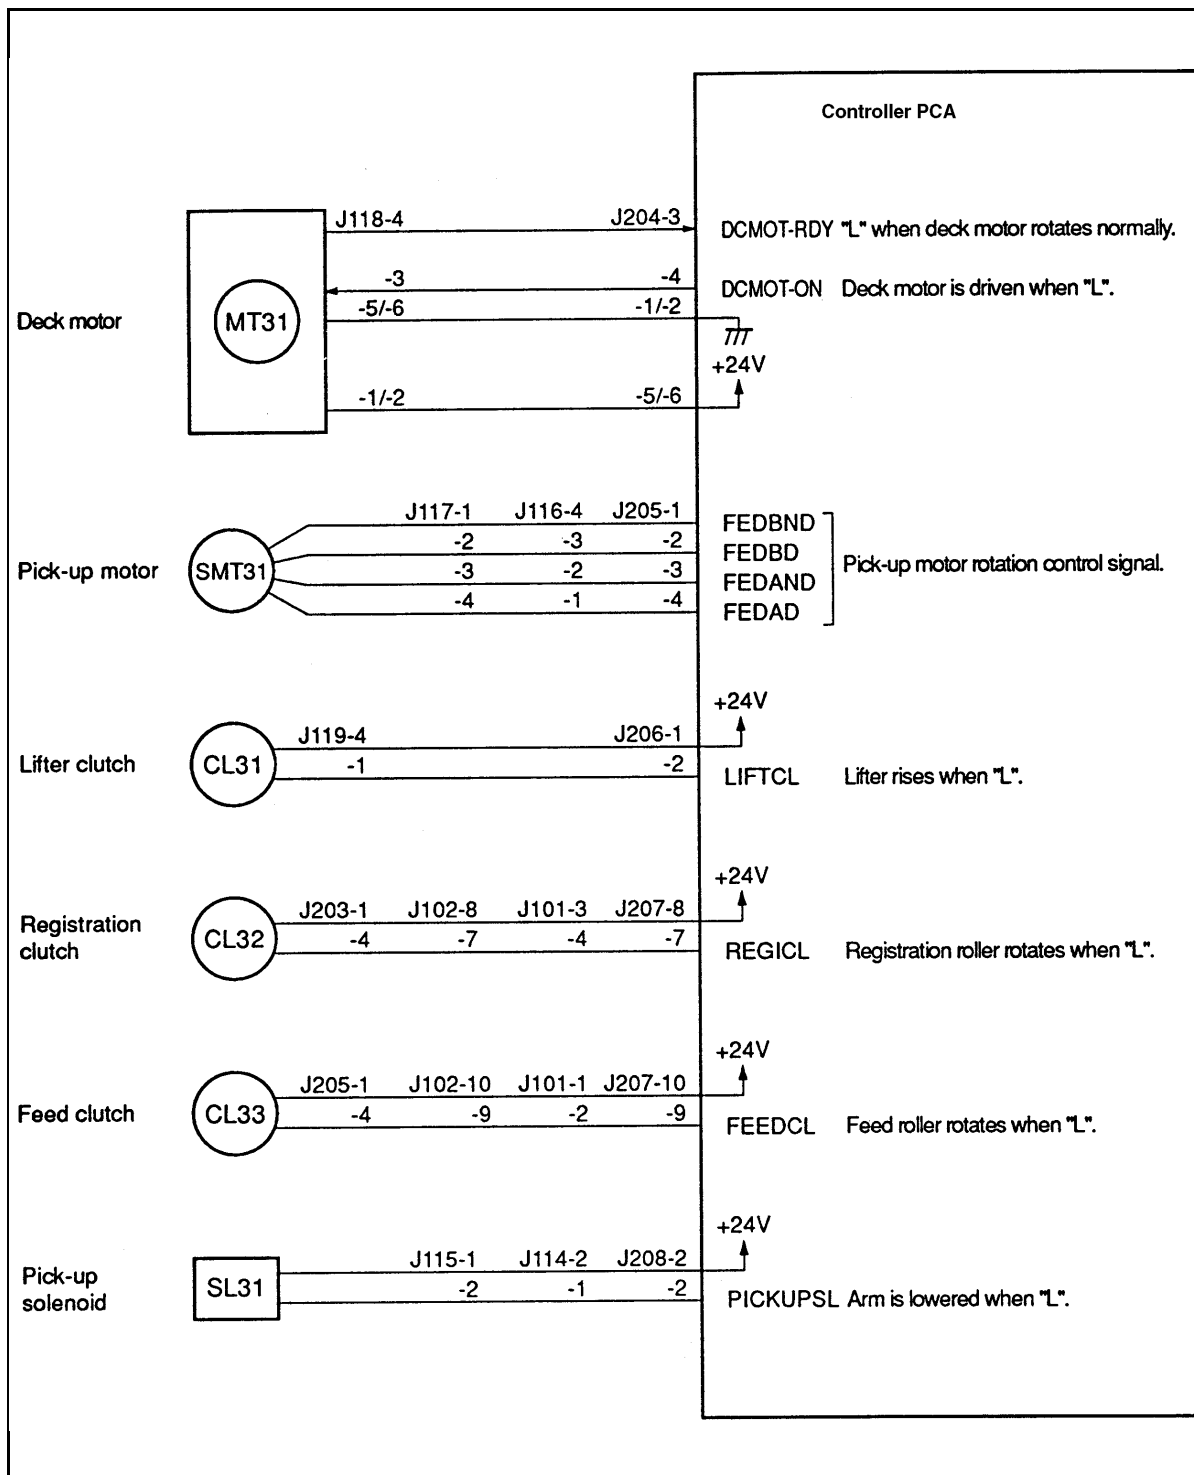 Controller PCA
J118-4 J204-3 DCMOT-RDY "L" when deck motor rotates normally.
-3 -4 DCMOT-ON Deck motor is driven when "L".
Deck motor MT31 -5/-6 -1/-2
+24V
-1/-2 -5/-6
J117-1 J116-4 J205-1 FEDBND
-2 -3 -2 FEDBD
Pick-up motor SMT31 -3 -2 -3 FEDAND Pick-up motor rotation control signal.
-4 -1 -4 FEDAD
+24V
J119-4 J206-1
Lifter clutch CL31 -1 -2 LIFTCL Lifter rises when "L".
+24V
J203-1 J102-8 J101-3 J207-8
Registration
clutch CL32 -4 -7 -4 -7 REGICL Registration roller rotates when "L".
+24V
J205-1 J102-10 J101-1 J207-10
Feed clutch CL33 -4 -9 -2 -9 FEEDCL Feed roller rotates when "L".
+24V
J115-1 J114-2 J208-2
Pick-up
solenoid SL31 -2 -1 -2 PICKUPSL Arm is lowered when "L".